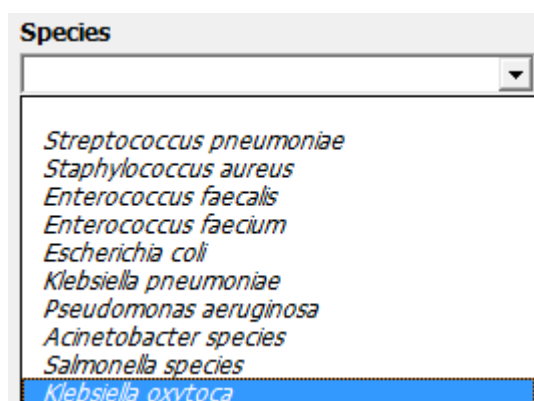 Species
Streptococcus pneumoniae
Staphylococcus aureus
Enterococcus faecalis
Enterococcus faecium
Escherichia coli
Klebsiella pneumoniae
Pseudomonas aeruginosa
Acinetobacter species
Salmonella species
Klebsiella oxytoca